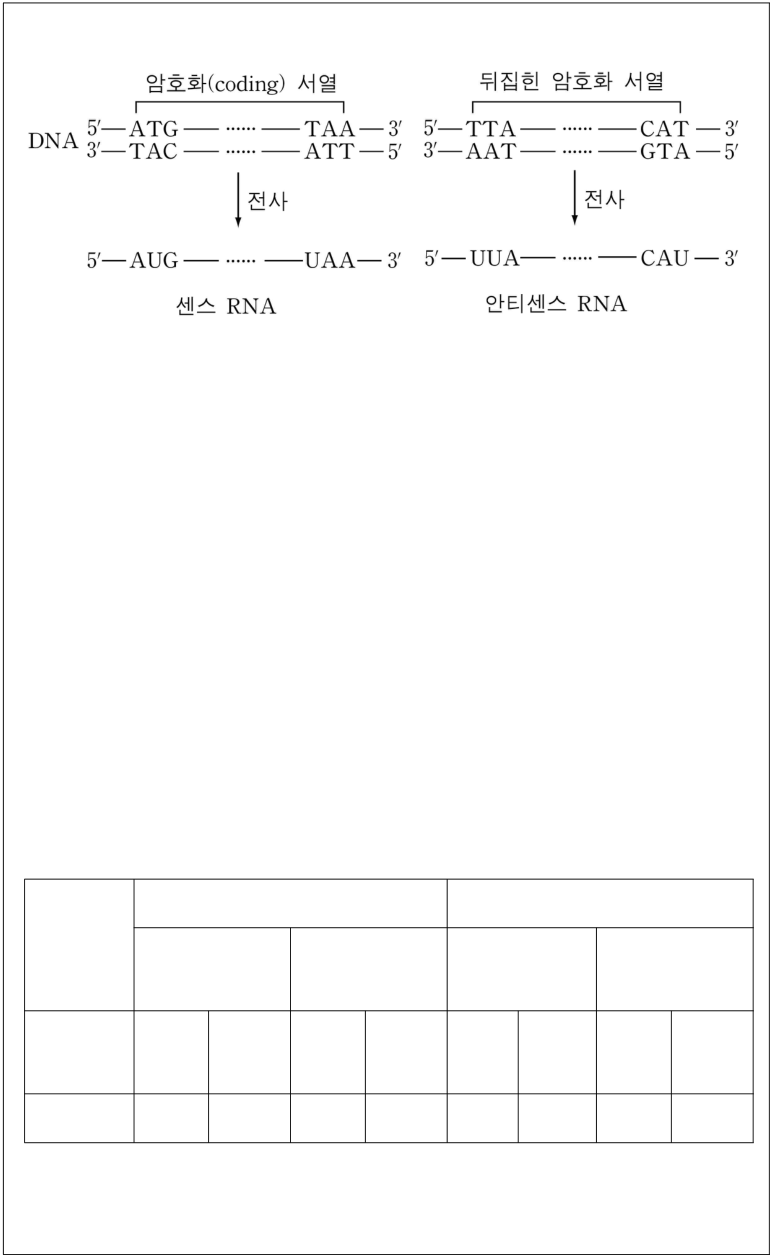 암호화(coding) 서열 뒤집힌 암호화 서열
DNA 5′—ATG—······—TAA—3′ 5′—TTA—······—CAT—3′
3′—TAC—······—ATT—5′ 3′—AAT—······—GTA—5′
전사 전사
5′—AUG—······—UAA—3′ 5′—UUA—······—CAU—3′
센스 RNA 안티센스 RNA